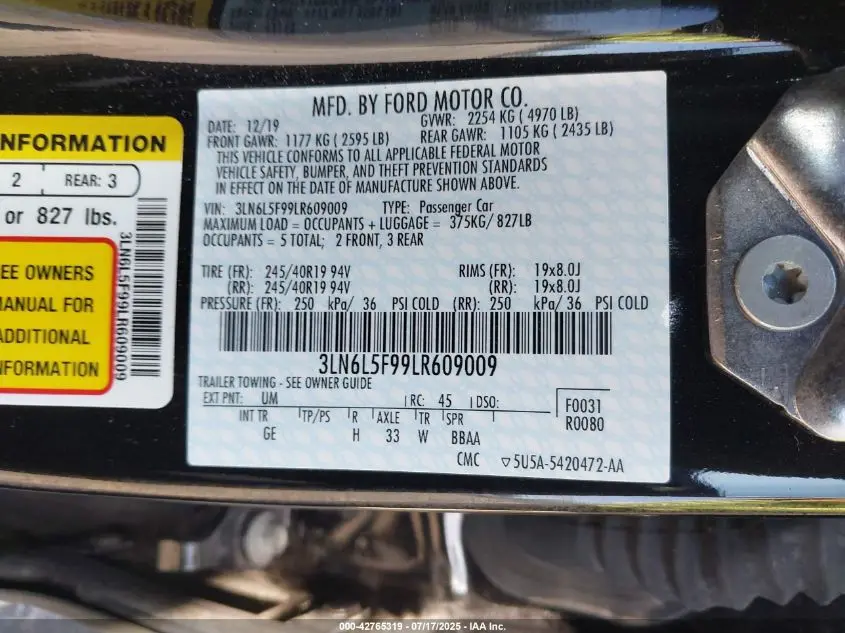 NFORMATION
2 REAR: 3
or 827 lbs.
EE OWNERS
MANUAL FOR
ADDITIONAL
INFORMATION
3LN6L5F99LR609009
MFD. BY FORD MOTOR CO.
DATE: 12/19 GVWR: 2254 KG ( 4970 LB)
FRONT GAWR: 1177 KG ( 2595 LB) REAR GAWR: 1105 KG ( 2435 LB)
THIS VEHICLE CONFORMS TO ALL APPLICABLE FEDERAL MOTOR
VEHICLE SAFETY, BUMPER, AND THEFT PREVENTION STANDARDS
IN EFFECT ON THE DATE OF MANUFACTURE SHOWN ABOVE.
VIN: 3LN6L5F99LR609009 TYPE: Passenger Car
MAXIMUM LOAD = OCCUPANTS + LUGGAGE = 375KG/ 827LB
OCCUPANTS = 5 TOTAL; 2 FRONT, 3 REAR
TIRE (FR): 245/40R19 94V RIMS (FR): 19x8.0J
(RR): 245/40R19 94V (RR): 19x8.0J
PRESSURE (FR): 250 kPa/ 36 PSI COLD (RR): 250 kPa/ 36 PSI COLD
3LN6L5F99LR609009
TRAILER TOWING - SEE OWNER GUIDE
EXT PNT: UM RC: 45 DSO: F0031
INT TR TP/PS R AXLE TR SPR R0080
GE H 33 W BBAA
CMC ▽5U5A-5420472-AA
000-42765319 | 07/17/2025 - IAA Inc.